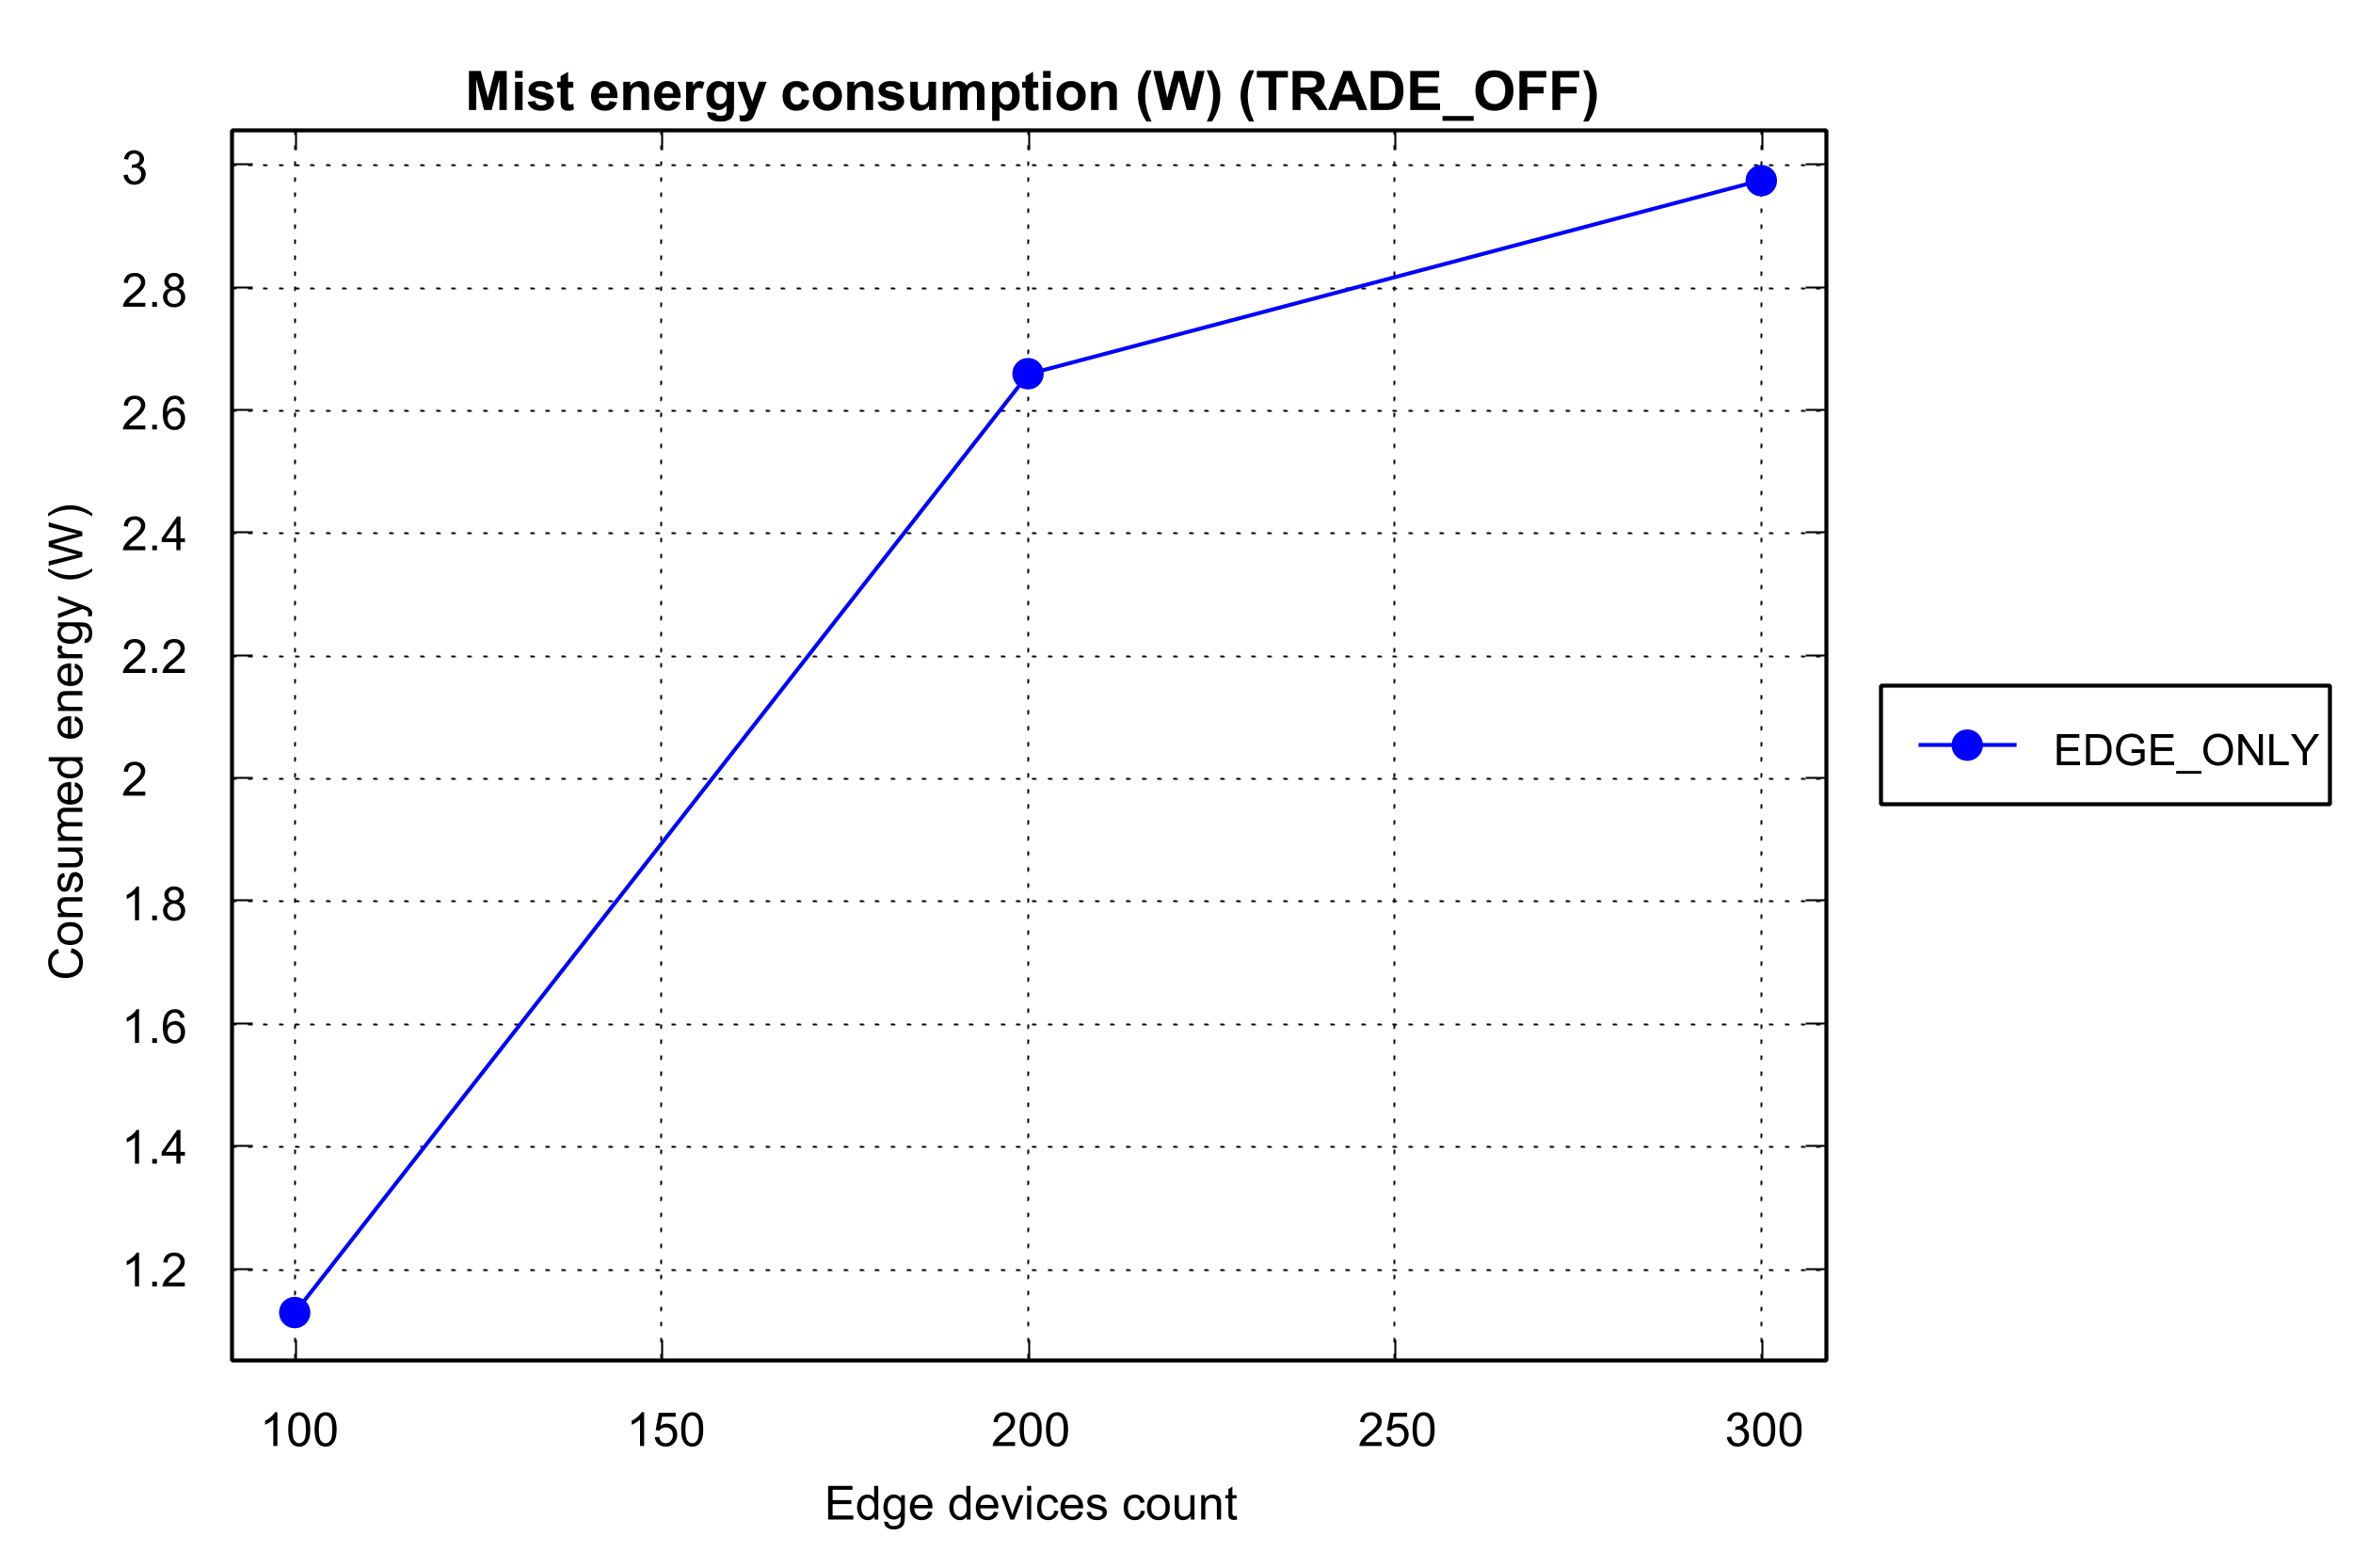 Mist energy consumption (W) (TRADE_OFF)
3
2.8
2.6
2.4
2.2
2
1.8
1.6
1.4
1.2
Consumed energy (W)
100 150 200 250 300
Edge devices count
EDGE_ONLY